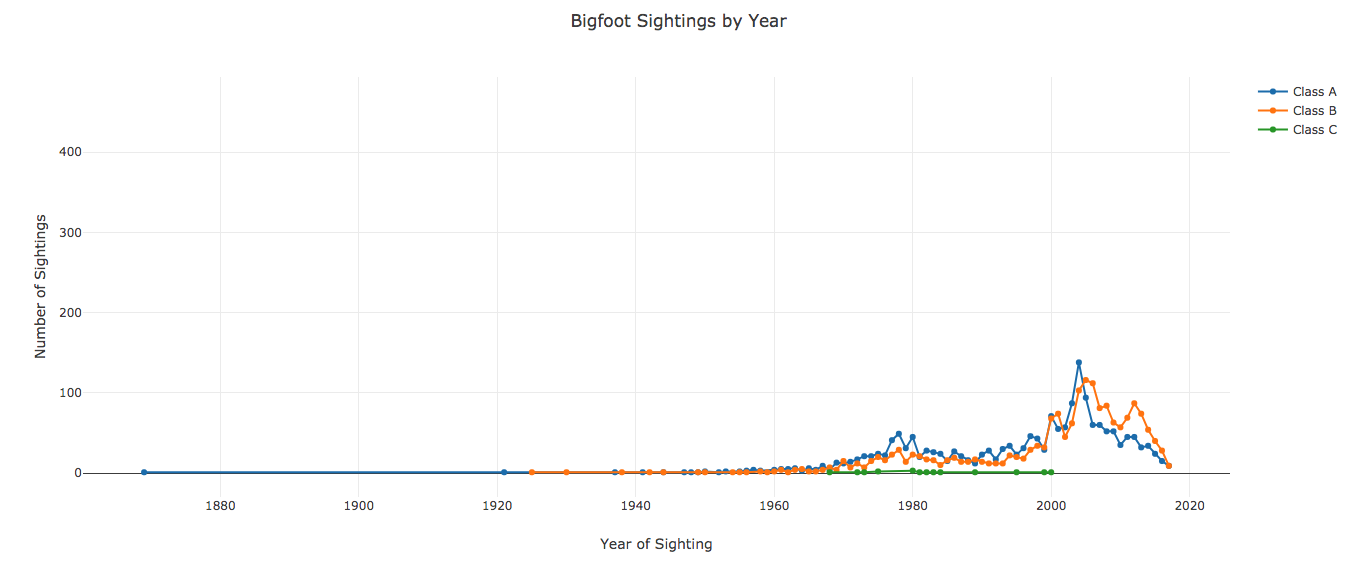 Bigfoot Sightings by Year
Class A
Class B
Class C
Number of Sightings
400
300
200
100
0
1880
1900
1920
1940
1960
1980
2000
2020
Year of Sighting